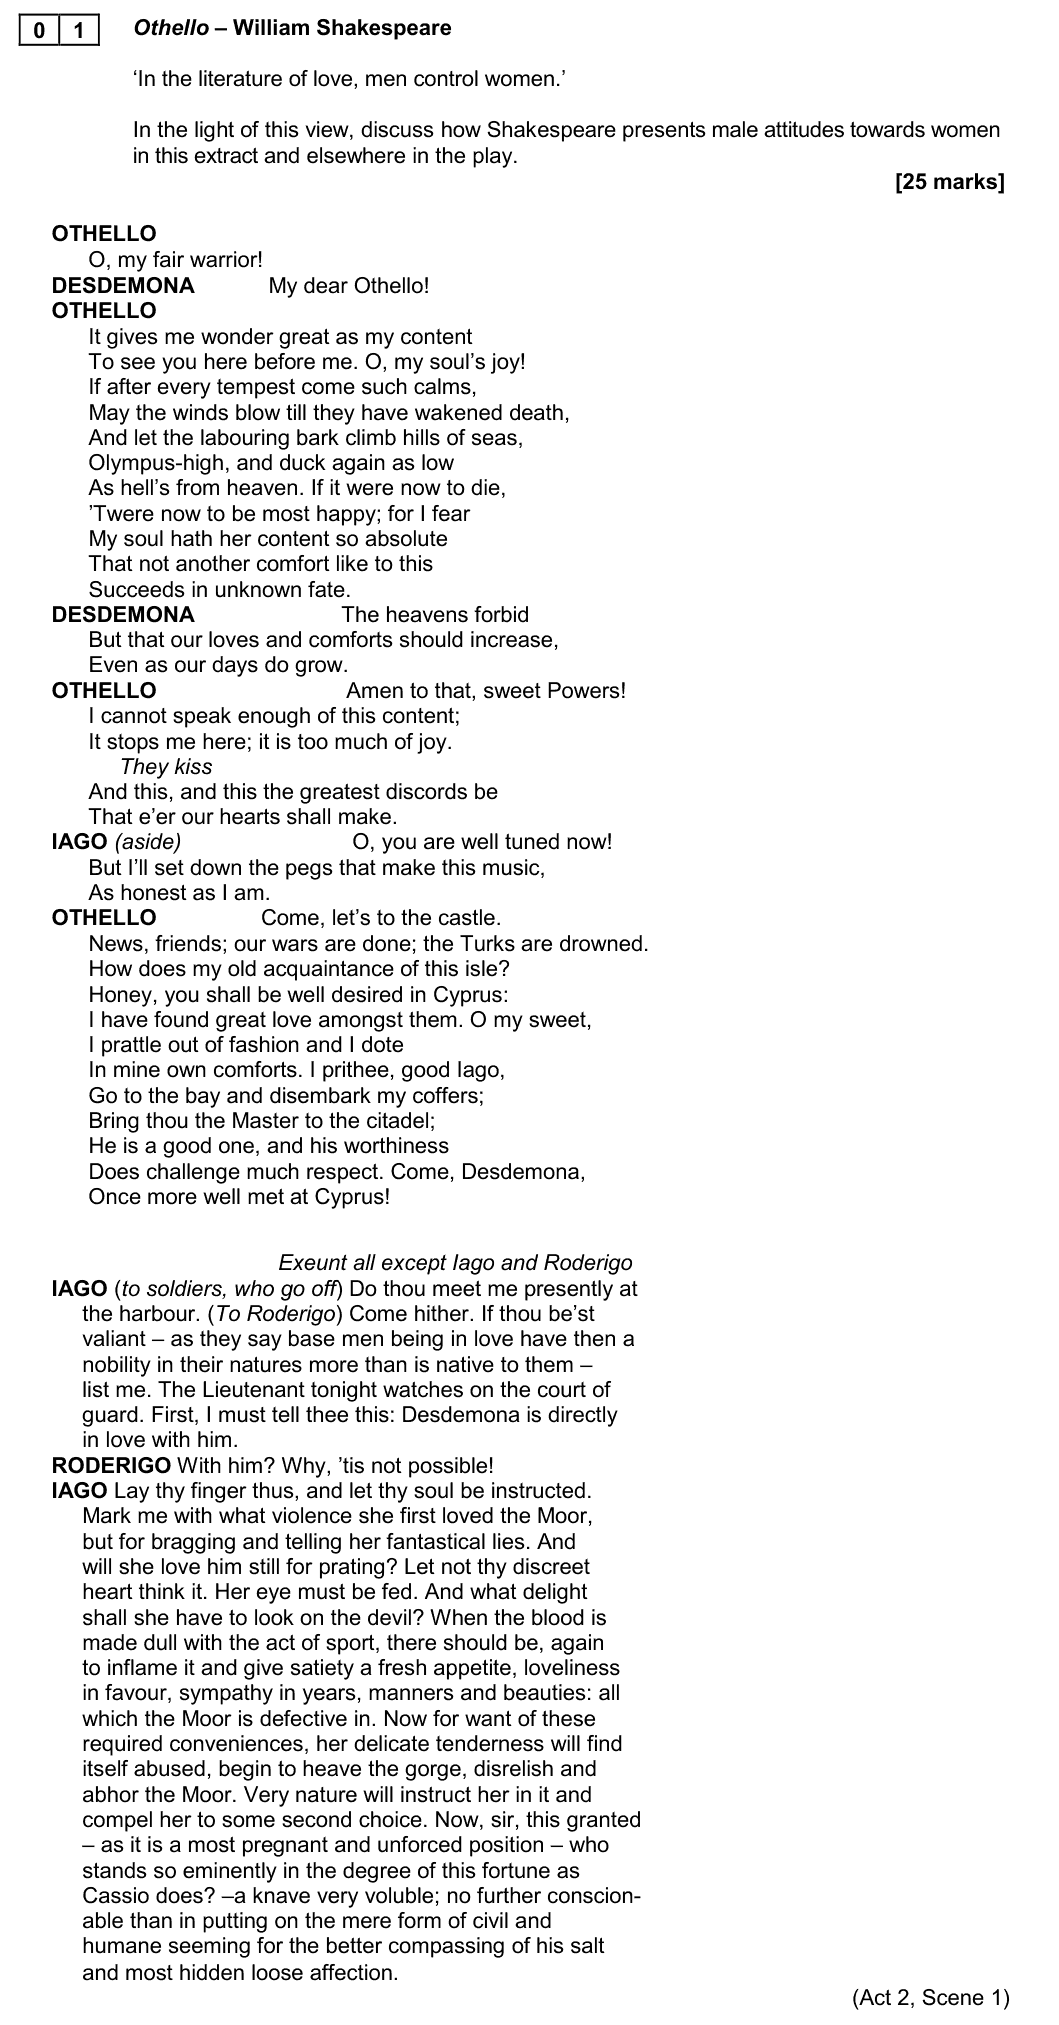 0 1 Othello – William Shakespeare
‘In the literature of love, men control women.’
In the light of this view, discuss how Shakespeare presents male attitudes towards women
in this extract and elsewhere in the play.
[25 marks]
OTHELLO
O, my fair warrior!
DESDEMONA My dear Othello!
OTHELLO
It gives me wonder great as my content
To see you here before me. O, my soul’s joy!
If after every tempest come such calms,
May the winds blow till they have wakened death,
And let the labouring bark climb hills of seas,
Olympus-high, and duck again as low
As hell’s from heaven. If it were now to die,
’Twere now to be most happy; for I fear
My soul hath her content so absolute
That not another comfort like to this
Succeeds in unknown fate.
DESDEMONA The heavens forbid
But that our loves and comforts should increase,
Even as our days do grow.
OTHELLO Amen to that, sweet Powers!
I cannot speak enough of this content;
It stops me here; it is too much of joy.
They kiss
And this, and this the greatest discords be
That e’er our hearts shall make.
IAGO (aside) O, you are well tuned now!
But I’ll set down the pegs that make this music,
As honest as I am.
OTHELLO Come, let’s to the castle.
News, friends; our wars are done; the Turks are drowned.
How does my old acquaintance of this isle?
Honey, you shall be well desired in Cyprus:
I have found great love amongst them. O my sweet,
I prattle out of fashion and I dote
In mine own comforts. I prithee, good Iago,
Go to the bay and disembark my coffers;
Bring thou the Master to the citadel;
He is a good one, and his worthiness
Does challenge much respect. Come, Desdemona,
Once more well met at Cyprus!
Exeunt all except Iago and Roderigo
IAGO (to soldiers, who go off) Do thou meet me presently at
the harbour. (To Roderigo) Come hither. If thou be’st
valiant – as they say base men being in love have then a
nobility in their natures more than is native to them –
list me. The Lieutenant tonight watches on the court of
guard. First, I must tell thee this: Desdemona is directly
in love with him.
RODERIGO With him? Why, ’tis not possible!
IAGO Lay thy finger thus, and let thy soul be instructed.
Mark me with what violence she first loved the Moor,
but for bragging and telling her fantastical lies. And
will she love him still for prating? Let not thy discreet
heart think it. Her eye must be fed. And what delight
shall she have to look on the devil? When the blood is
made dull with the act of sport, there should be, again
to inflame it and give satiety a fresh appetite, loveliness
in favour, sympathy in years, manners and beauties: all
which the Moor is defective in. Now for want of these
required conveniences, her delicate tenderness will find
itself abused, begin to heave the gorge, disrelish and
abhor the Moor. Very nature will instruct her in it and
compel her to some second choice. Now, sir, this granted
– as it is a most pregnant and unforced position – who
stands so eminently in the degree of this fortune as
Cassio does? –a knave very voluble; no further conscion-
able than in putting on the mere form of civil and
humane seeming for the better compassing of his salt
and most hidden loose affection.
(Act 2, Scene 1)